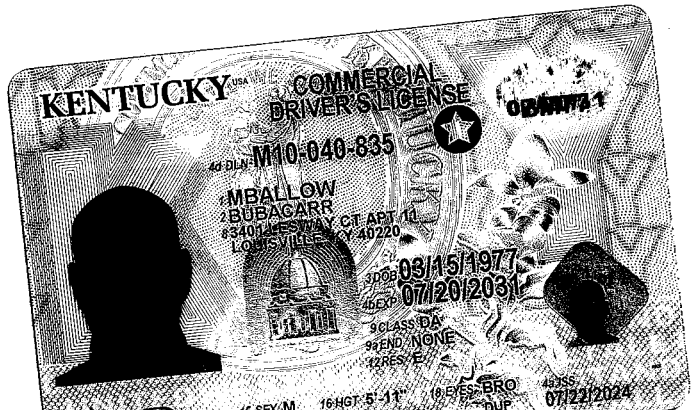 KENTUCKY USA
COMMERCIAL
DRIVER'S LICENSE
4d DLN M10-040-835
1 MBALLOW
2 BUBACARR
8 3401 CT APT 11
LOUISVILLE KY 40220
3 DOB 03/15/1977
4b EXP 07/20/2031
9 CLASS DA
9a END NONE
12 RES E
15 SEX M 16 HGT 5'-11" 18 EYES BRO 4a ISS
DUP 07/22/2024